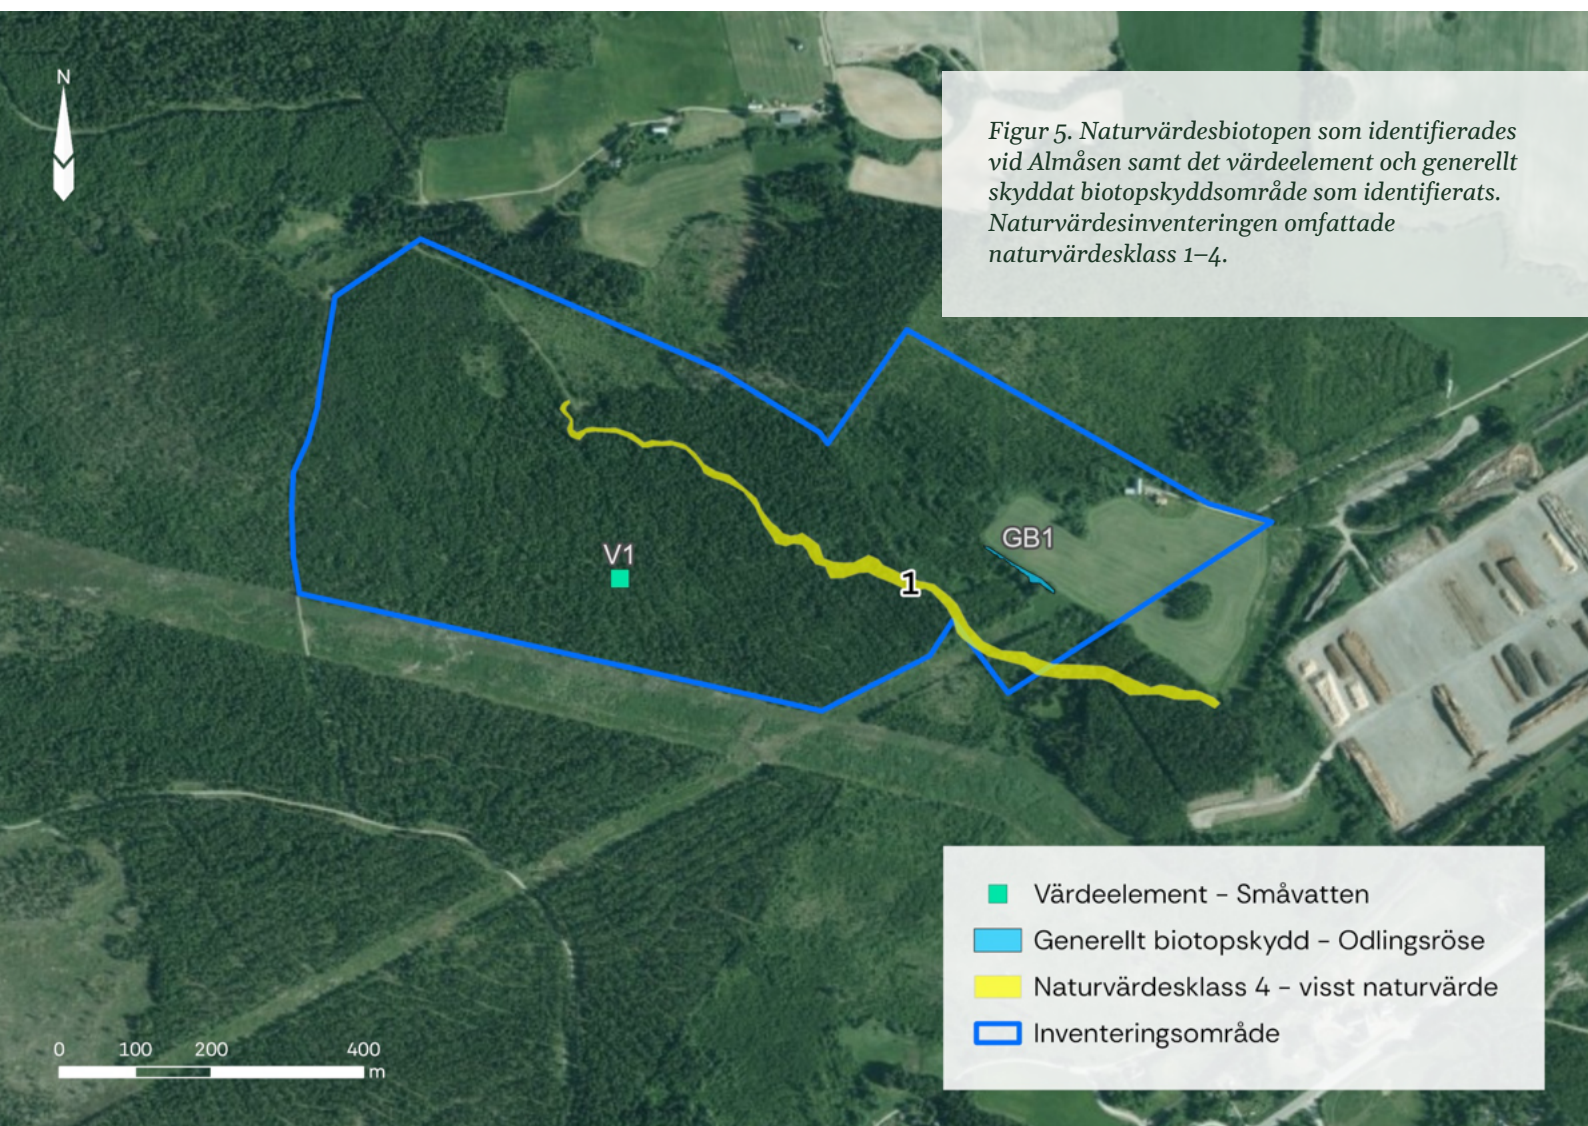 N
Figur 5. Naturvärdesbiotopen som identifierades
vid Almåsen samt det värdeelement och generellt
skyddat biotopskyddsområde som identifierats.
Naturvärdesinventeringen omfattade
naturvärdesklass 1–4.
V1
GB1
1
Värdeelement – Småvatten
Generellt biotopskydd – Odlingsröse
Naturvärdesklass 4 – visst naturvärde
Inventeringsområde
0 100 200 400
m